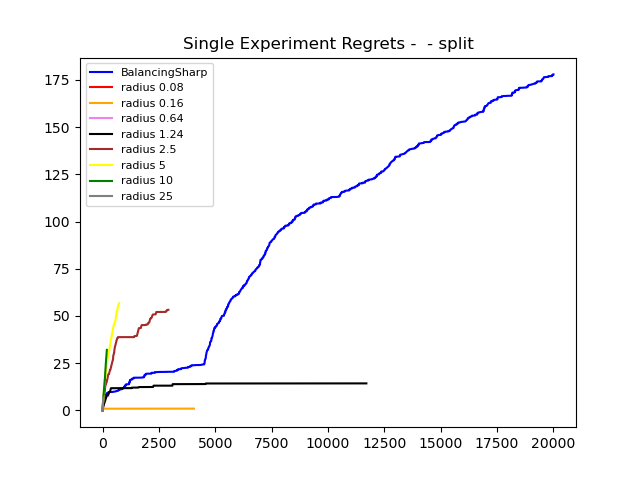 Single Experiment Regrets -  - split
BalancingSharp
radius 0.08
radius 0.16
radius 0.64
radius 1.24
radius 2.5
radius 5
radius 10
radius 25
175
150
125
100
75
50
25
0
0 2500 5000 7500 10000 12500 15000 17500 20000